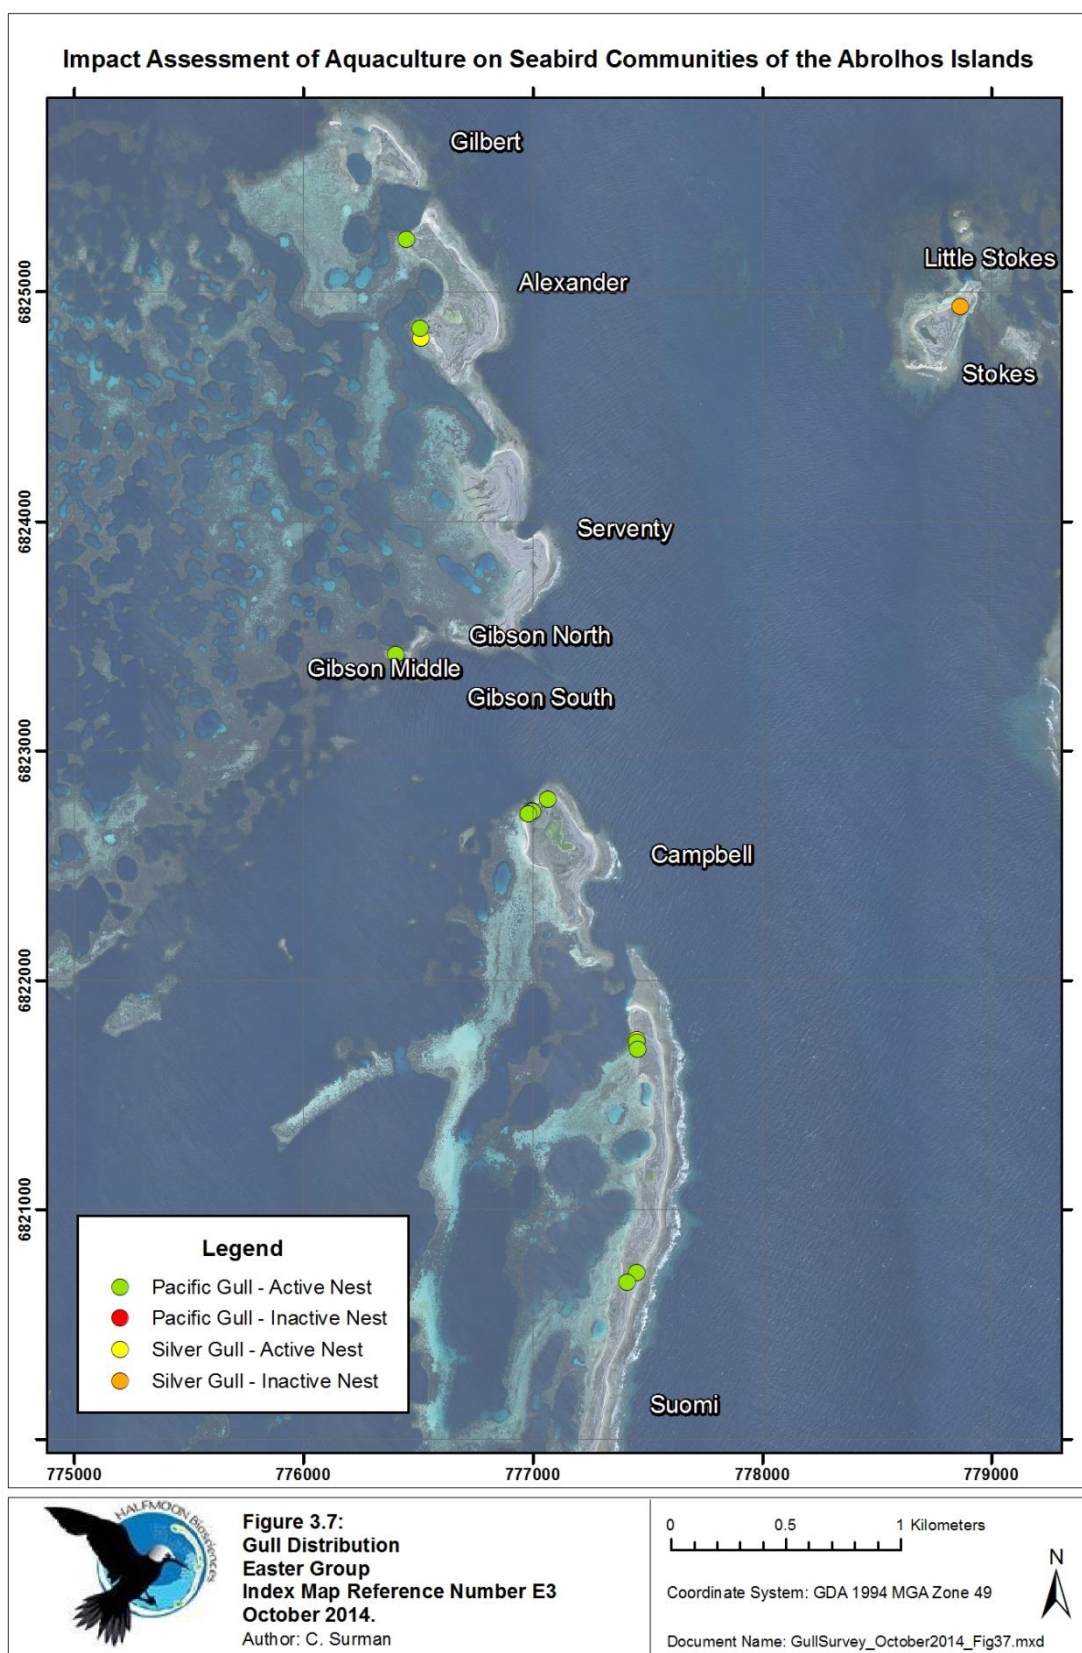 Impact Assessment of Aquaculture on Seabird Communities of the Abrolhos Islands
Gilbert
Alexander
Little Stokes
Stokes
Serventy
Gibson North
Gibson Middle
Gibson South
Campbell
Suomi
6825000
6824000
6823000
6822000
6821000
775000
776000
777000
778000
779000
Legend
Pacific Gull - Active Nest
Pacific Gull - Inactive Nest
Silver Gull - Active Nest
Silver Gull - Inactive Nest
HALFMOON Biosciences
Figure 3.7:
Gull Distribution
Easter Group
Index Map Reference Number E3
October 2014.
Author: C. Surman
0 0.5 1 Kilometers
N
Coordinate System: GDA 1994 MGA Zone 49
Document Name: GullSurvey_October2014_Fig37.mxd